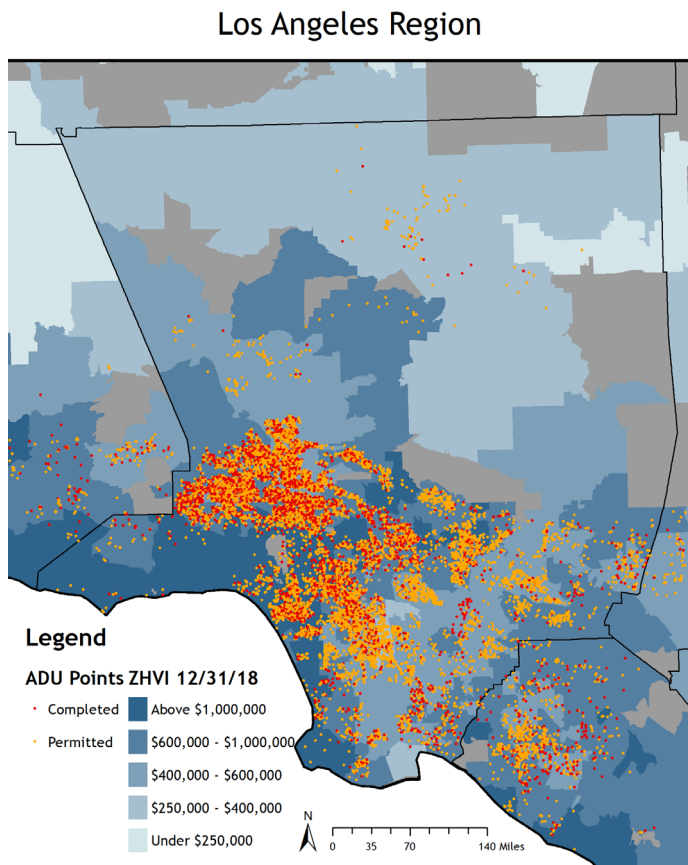 Los Angeles Region
Legend
ADU Points ZHVI 12/31/18
Completed Above $1,000,000
Permitted $600,000 - $1,000,000
$400,000 - $600,000
$250,000 - $400,000
Under $250,000
N
0 35 70 140 Miles